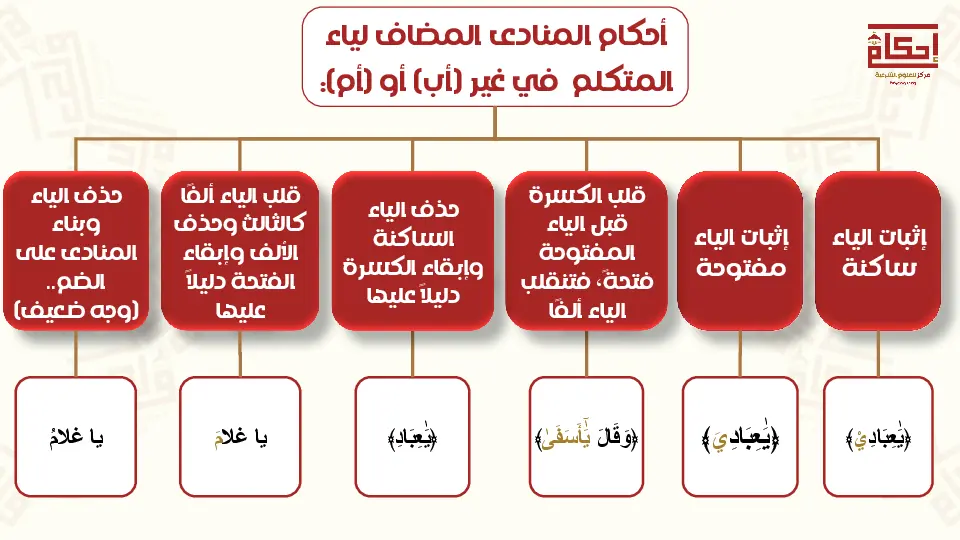 أحكام المنادى المضاف لياء
المتكلم في غير (أب) أو (أم):
إحكام
مركز للعلوم الشرعية
إثبات الياء
ساكنة
إثبات الياء
مفتوحة
قلب الكسرة
قبل الياء
المفتوحة
فتحةً، فتنقلب
الياء ألفًا
حذف الياء
الساكنة
وإبقاء الكسرة
دليلاً عليها
قلب الياء ألفًا
كالثالث وحذف
الألف وإبقاء
الفتحة دليلاً
عليها
حذف الياء
وبناء
المنادى على
الضم..
(وجه ضعيف)
﴿يَٰعِبَادِيْ﴾
﴿يَٰعِبَادِيَ﴾
﴿وَقَالَ يَٰٓأَسَفَىٰ﴾
﴿يَٰعِبَادِ﴾
يا غلامَ
يا غلامُ